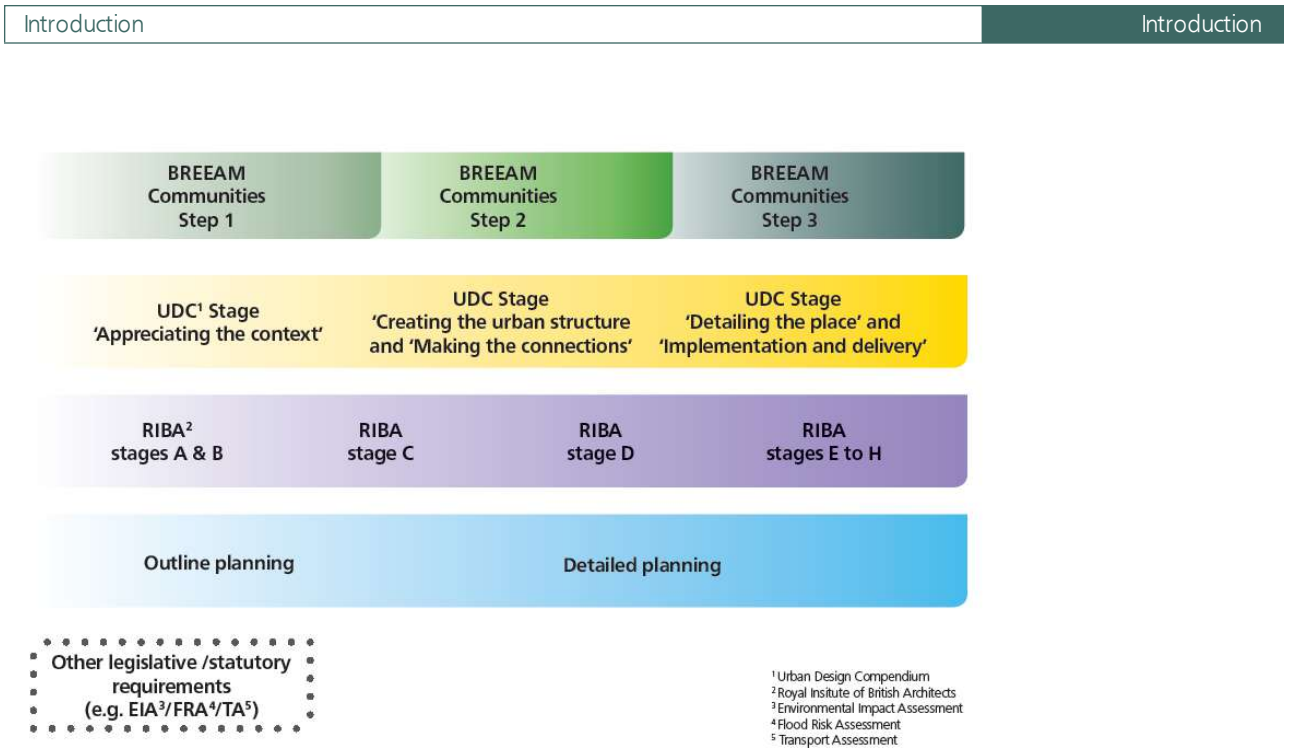 Introduction
Introduction
BREEAM
Communities
Step 1
BREEAM
Communities
Step 2
BREEAM
Communities
Step 3
UDC¹ Stage
‘Appreciating the context’
UDC Stage
‘Creating the urban structure
and ‘Making the connections’
UDC Stage
‘Detailing the place’ and
‘Implementation and delivery’
RIBA²
stages A & B
RIBA
stage C
RIBA
stage D
RIBA
stages E to H
Outline planning
Detailed planning
Other legislative /statutory
requirements
(e.g. EIA³/FRA⁴/TA⁵)
¹ Urban Design Compendium
² Royal Insitute of British Architects
³ Environmental Impact Assessment
⁴ Flood Risk Assessment
⁵ Transport Assessment